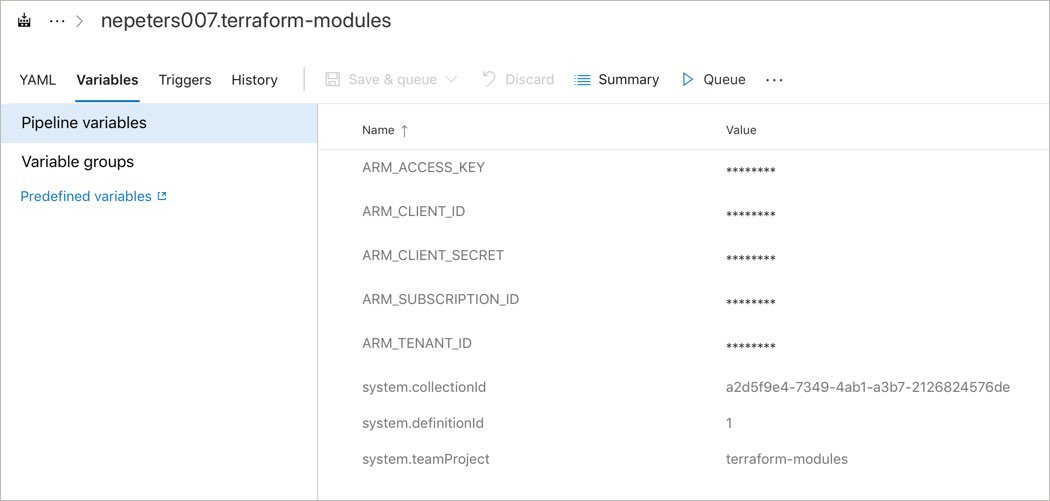 ··· > nepeters007.terraform-modules
YAML Variables Triggers History Save & queue Discard Summary Queue ···
Pipeline variables
Variable groups
Predefined variables
Name ↑ Value
ARM_ACCESS_KEY ********
ARM_CLIENT_ID ********
ARM_CLIENT_SECRET ********
ARM_SUBSCRIPTION_ID ********
ARM_TENANT_ID ********
system.collectionId a2d5f9e4-7349-4ab1-a3b7-2126824576de
system.definitionId 1
system.teamProject terraform-modules